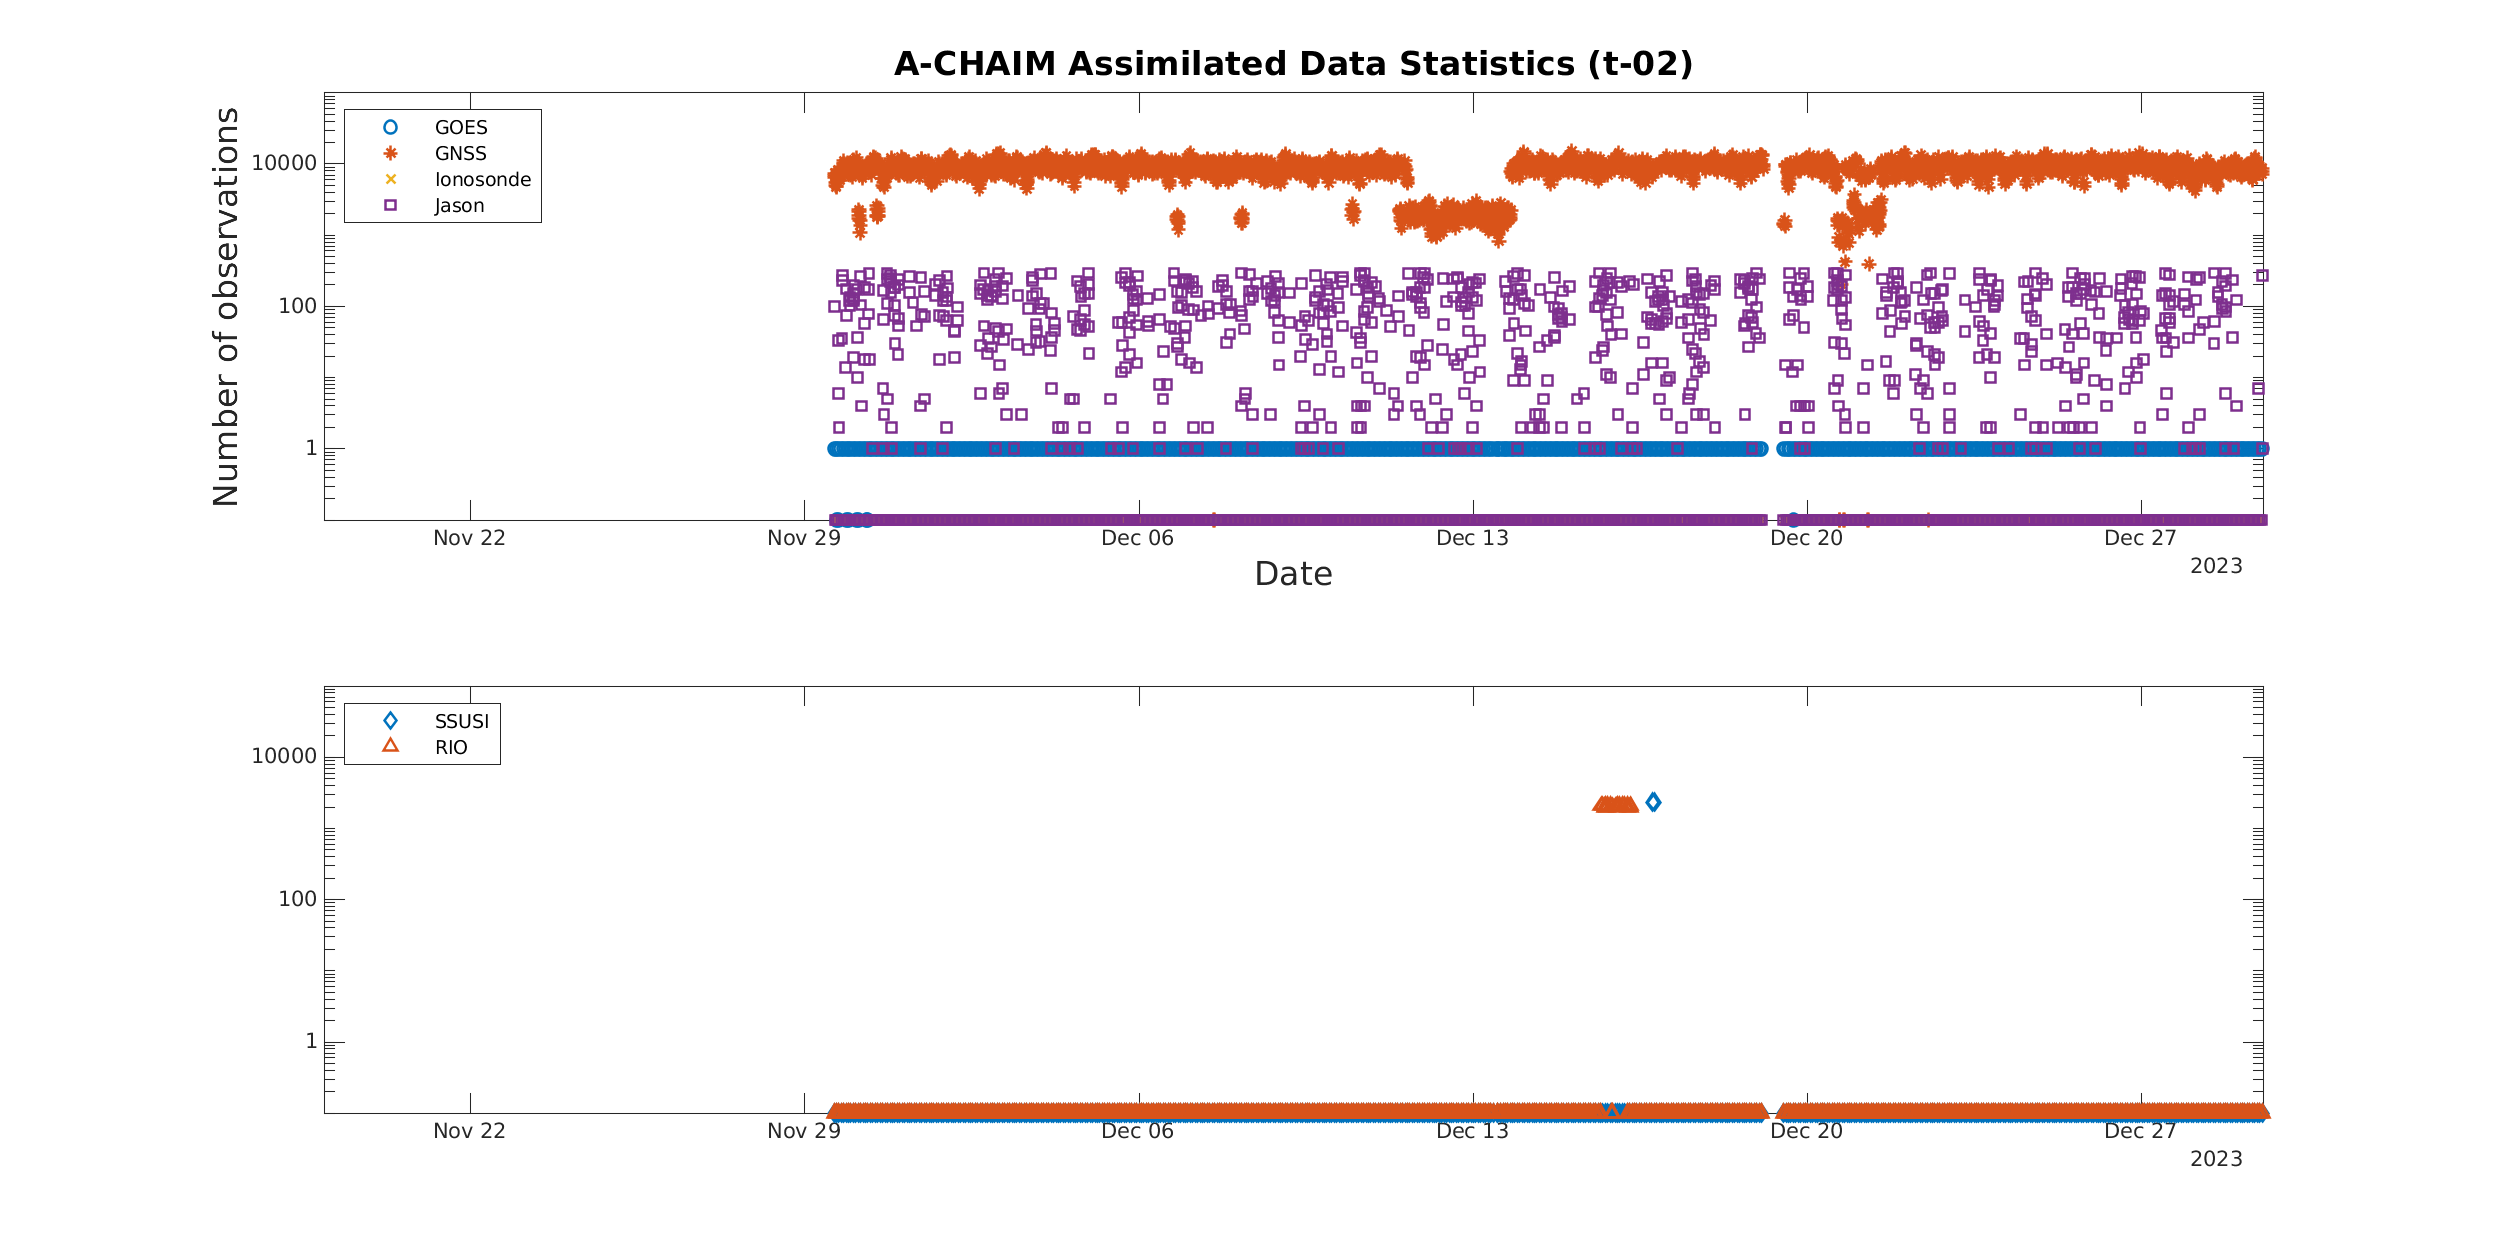 A-CHAIM Assimilated Data Statistics (t-02)
Number of observations
10000
100
1
GOES
GNSS
Ionosonde
Jason
Nov 22
Nov 29
Dec 06
Dec 13
Dec 20
Dec 27
2023
Date
10000
100
1
SSUSI
RIO
Nov 22
Nov 29
Dec 06
Dec 13
Dec 20
Dec 27
2023